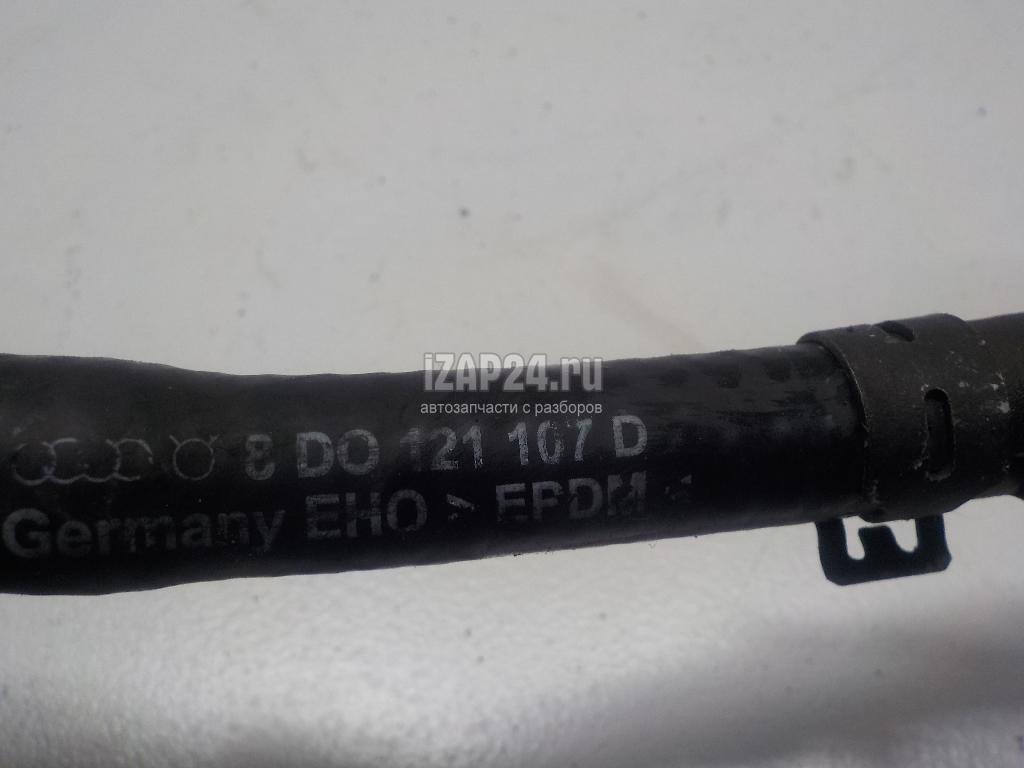 iZAP24.ru
автозапчасти с разборов
8 DO 121 107 D
Germany EHO > EPDM <